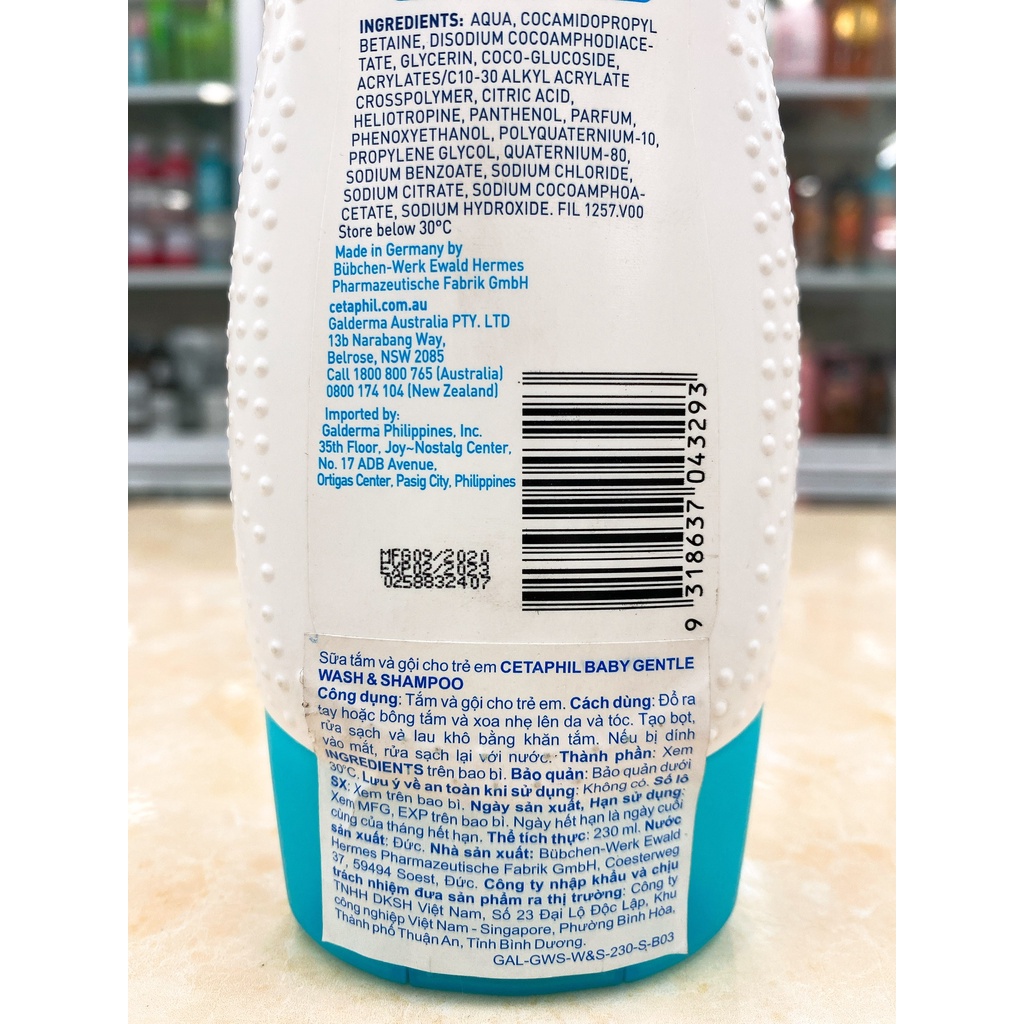 INGREDIENTS: AQUA, COCAMIDOPROPYL
BETAINE, DISODIUM COCOAMPHODIACE-
TATE, GLYCERIN, COCO-GLUCOSIDE,
ACRYLATES/C10-30 ALKYL ACRYLATE
CROSSPOLYMER, CITRIC ACID,
HELIOTROPINE, PANTHENOL, PARFUM,
PHENOXYETHANOL, POLYQUATERNIUM-10,
PROPYLENE GLYCOL, QUATERNIUM-80,
SODIUM BENZOATE, SODIUM CHLORIDE,
SODIUM CITRATE, SODIUM COCOAMPHOA-
CETATE, SODIUM HYDROXIDE. FIL 1257.V00
Store below 30°C
Made in Germany by
Bübchen-Werk Ewald Hermes
Pharmazeutische Fabrik GmbH
cetaphil.com.au
Galderma Australia PTY. LTD
13b Narabang Way,
Belrose, NSW 2085
Call 1800 800 765 (Australia)
0800 174 104 (New Zealand)
Imported by:
Galderma Philippines, Inc.
35th Floor, Joy~Nostalg Center,
No. 17 ADB Avenue,
Ortigas Center, Pasig City, Philippines
MFG09/2020
EXP02/2023
0258832407
9 318637 043293
Sữa tắm và gội cho trẻ em CETAPHIL BABY GENTLE
WASH & SHAMPOO
Công dụng: Tắm và gội cho trẻ em. Cách dùng: Đổ ra
tay hoặc bông tắm và xoa nhẹ lên da và tóc. Tạo bọt,
rửa sạch và lau khô bằng khăn tắm. Nếu bị dính
vào mắt, rửa sạch lại với nước. Thành phần: Xem
INGREDIENTS trên bao bì. Bảo quản: Bảo quản dưới
30°C. Lưu ý về an toàn khi sử dụng: Không có. Số lô
SX: Xem trên bao bì. Ngày sản xuất, Hạn sử dụng:
Xem MFG, EXP trên bao bì. Ngày hết hạn là ngày cuối
cùng của tháng hết hạn. Thể tích thực: 230 ml. Nước
sản xuất: Đức. Nhà sản xuất: Bübchen-Werk Ewald
Hermes Pharmazeutische Fabrik GmbH, Coesterweg
37, 59494 Soest, Đức. Công ty nhập khẩu và chịu
trách nhiệm đưa sản phẩm ra thị trường: Công ty
TNHH DKSH Việt Nam, Số 23 Đại Lộ Độc Lập, Khu
công nghiệp Việt Nam - Singapore, Phường Bình Hòa,
Thành phố Thuận An, Tỉnh Bình Dương.
GAL-GWS-W&S-230-S-B03